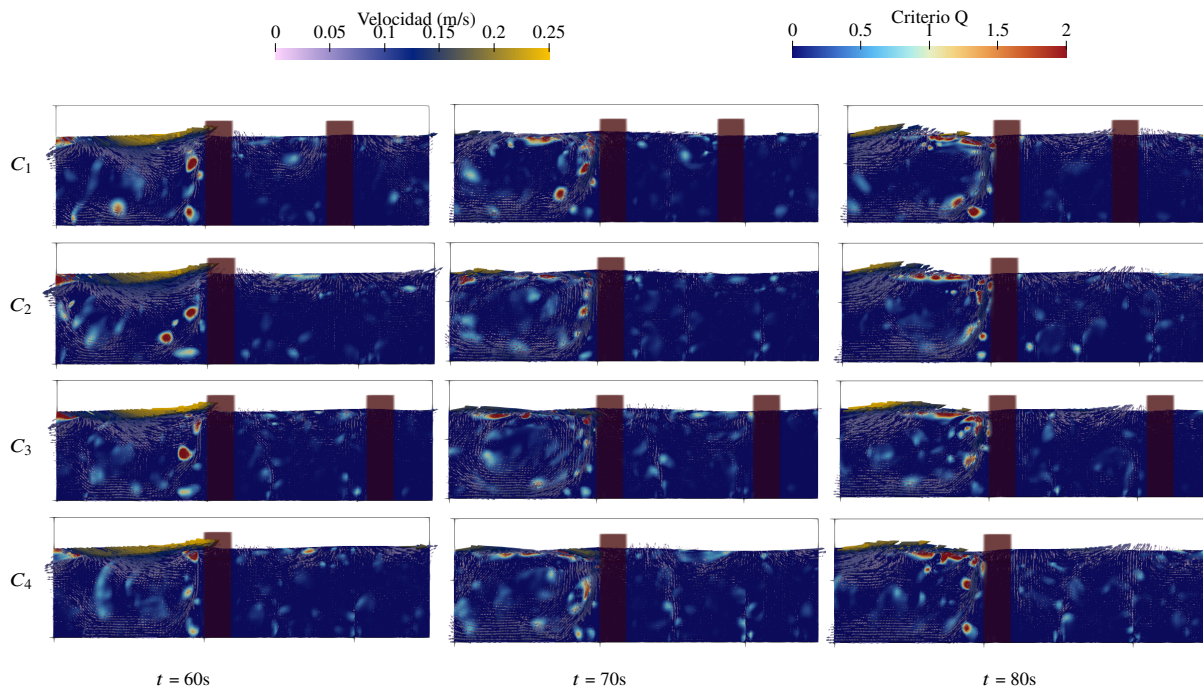 Velocidad (m/s)
0 0.05 0.1 0.15 0.2 0.25
Criterio Q
0 0.5 1 1.5 2
C1
C2
C3
C4
t = 60s
t = 70s
t = 80s